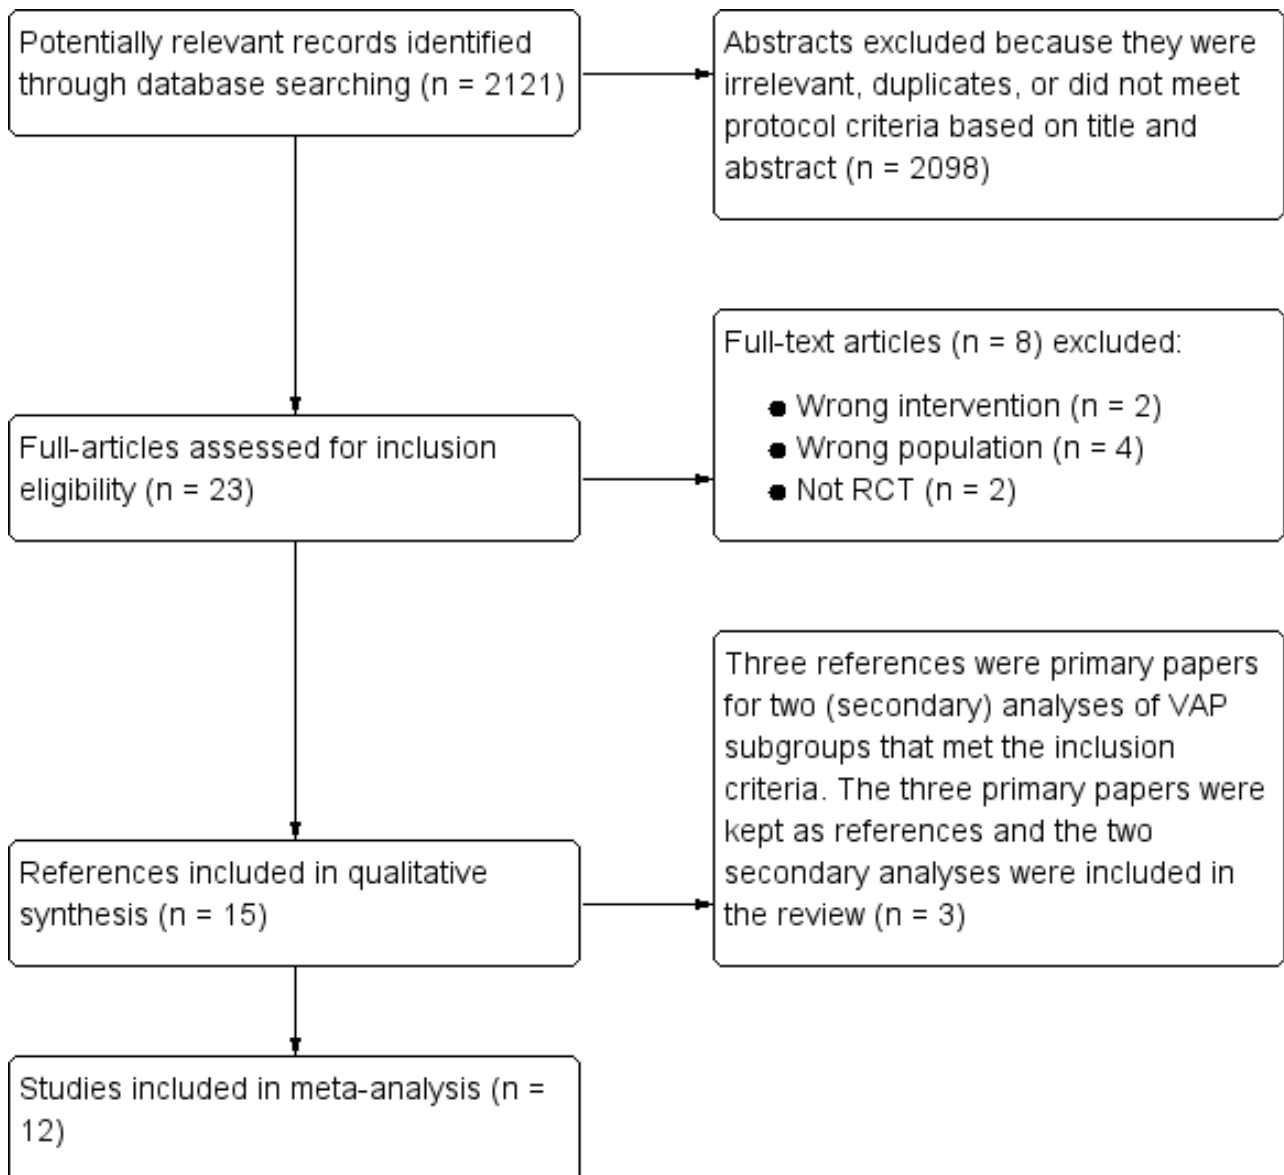 Potentially relevant records identified
through database searching (n = 2121)
Abstracts excluded because they were
irrelevant, duplicates, or did not meet
protocol criteria based on title and
abstract (n = 2098)
Full-articles assessed for inclusion
eligibility (n = 23)
Full-text articles (n = 8) excluded:
● Wrong intervention (n = 2)
● Wrong population (n = 4)
● Not RCT (n = 2)
References included in qualitative
synthesis (n = 15)
Three references were primary papers
for two (secondary) analyses of VAP
subgroups that met the inclusion
criteria. The three primary papers were
kept as references and the two
secondary analyses were included in
the review (n = 3)
Studies included in meta-analysis (n =
12)